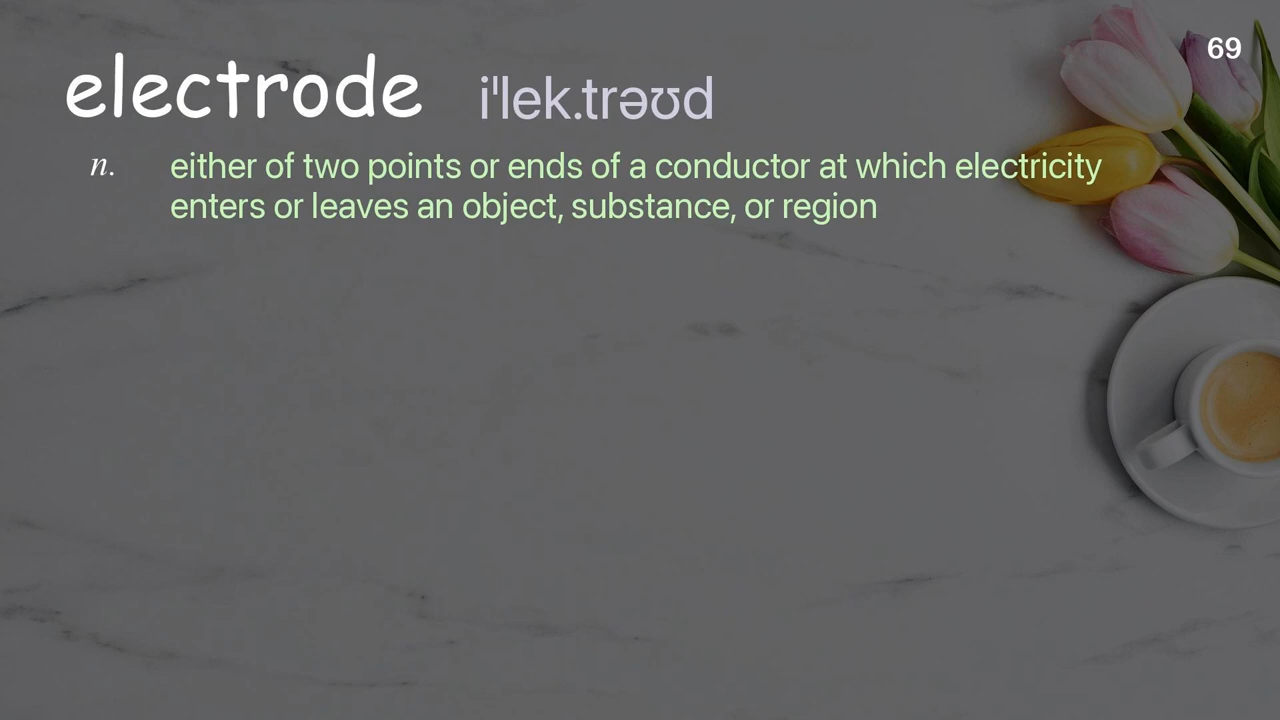 69
electrode iˈlek.trəʊd
n. either of two points or ends of a conductor at which electricity
enters or leaves an object, substance, or region